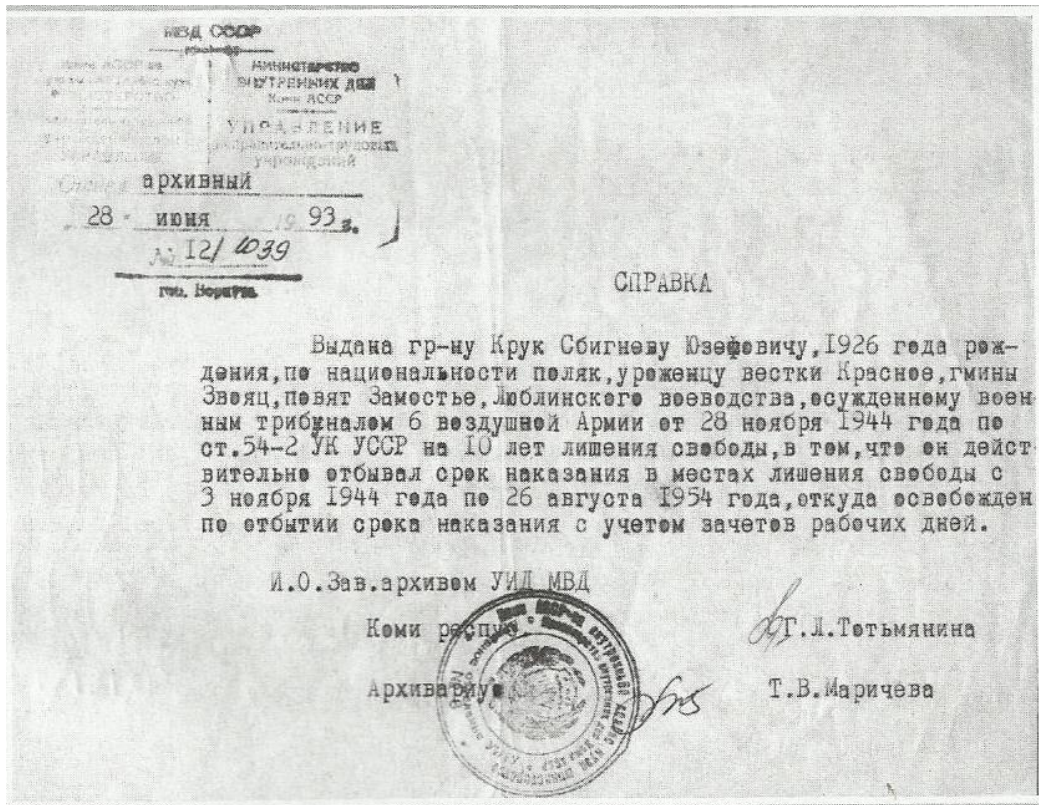 МВД СССР
МИНИСТЕРСТВО
ВНУТРЕННИХ ДЕЛ
Коми АССР
УПРАВЛЕНИЕ
исправительно-трудовых
учреждений
архивный
28 - июня 19 93 г.
№ 12/ 1039
гор. Воркута
СПРАВКА
Выдана гр-ну Крук Сбигневу Юзефовичу,1926 года рож-
дения,по национальности поляк,уроженцу вестки Красное,гмины
Звояц,повят Замостье,Люблинского воеводства,осужденному воен
ным трибуналом 6 воздушной Армии от 28 ноября 1944 года по
ст.54-2 УК УССР на 10 лет лишения свободы,в том,что он дейст-
вительно отбывал срок наказания в местах лишения свободы с
3 ноября 1944 года по 26 августа 1954 года,откуда освобожден
по отбытии срока наказания с учетом зачетов рабочих дней.
И.О.Зав.архивом УИД МВД
Коми респуб.
Г.Л.Тетьмянина
Архивариус
Т.В.Маричева